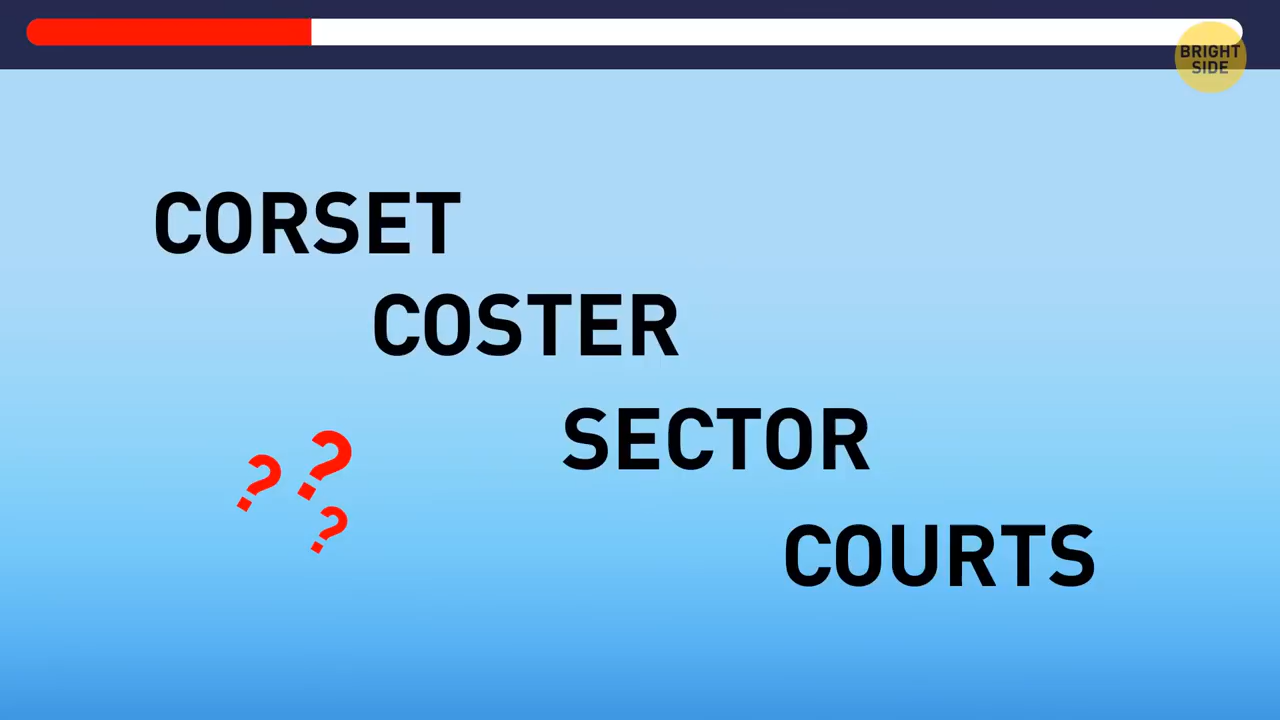 BRIGHT
SIDE
CORSET
COSTER
SECTOR
? ? ?
COURTS